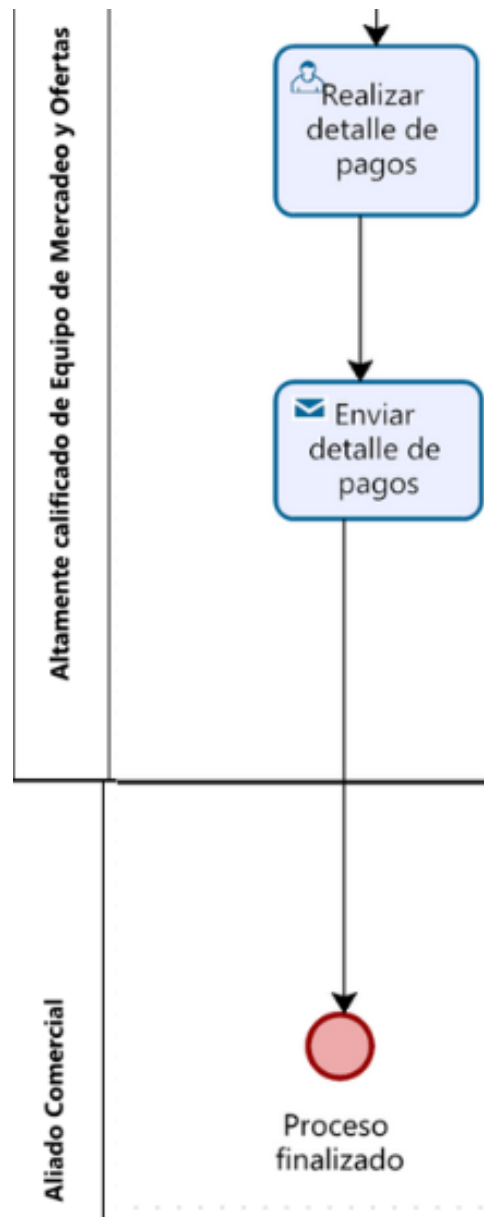 Altamente calificado de Equipo de Mercadeo y Ofertas
Realizar
detalle de
pagos
Enviar
detalle de
pagos
Aliado Comercial
Proceso
finalizado